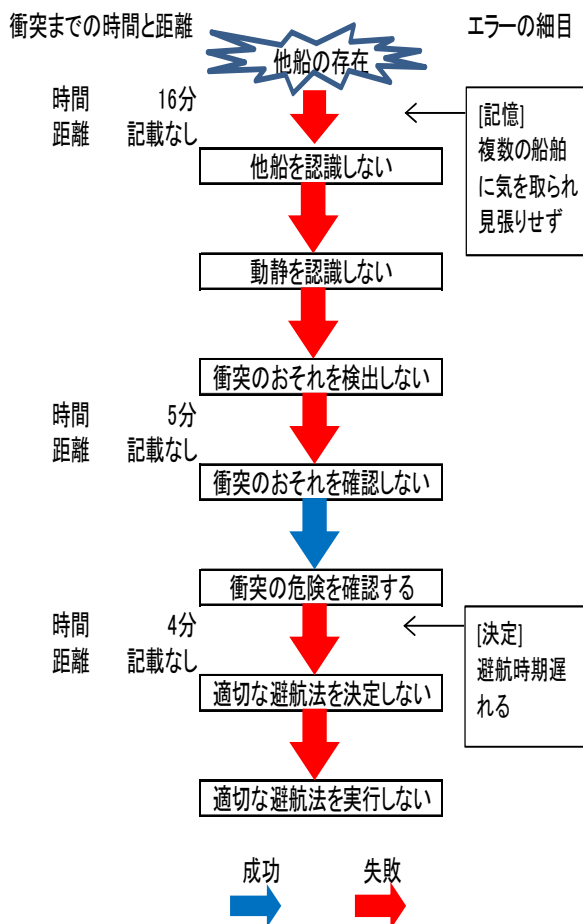 衝突までの時間と距離
エラーの細目
他船の存在
時間 16分
距離 記載なし
[記憶]
複数の船舶
に気を取られ
見張りせず
他船を認識しない
動静を認識しない
衝突のおそれを検出しない
時間 5分
距離 記載なし
衝突のおそれを確認しない
衝突の危険を確認する
時間 4分
距離 記載なし
[決定]
避航時期遅
れる
適切な避航法を決定しない
適切な避航法を実行しない
成功
失敗